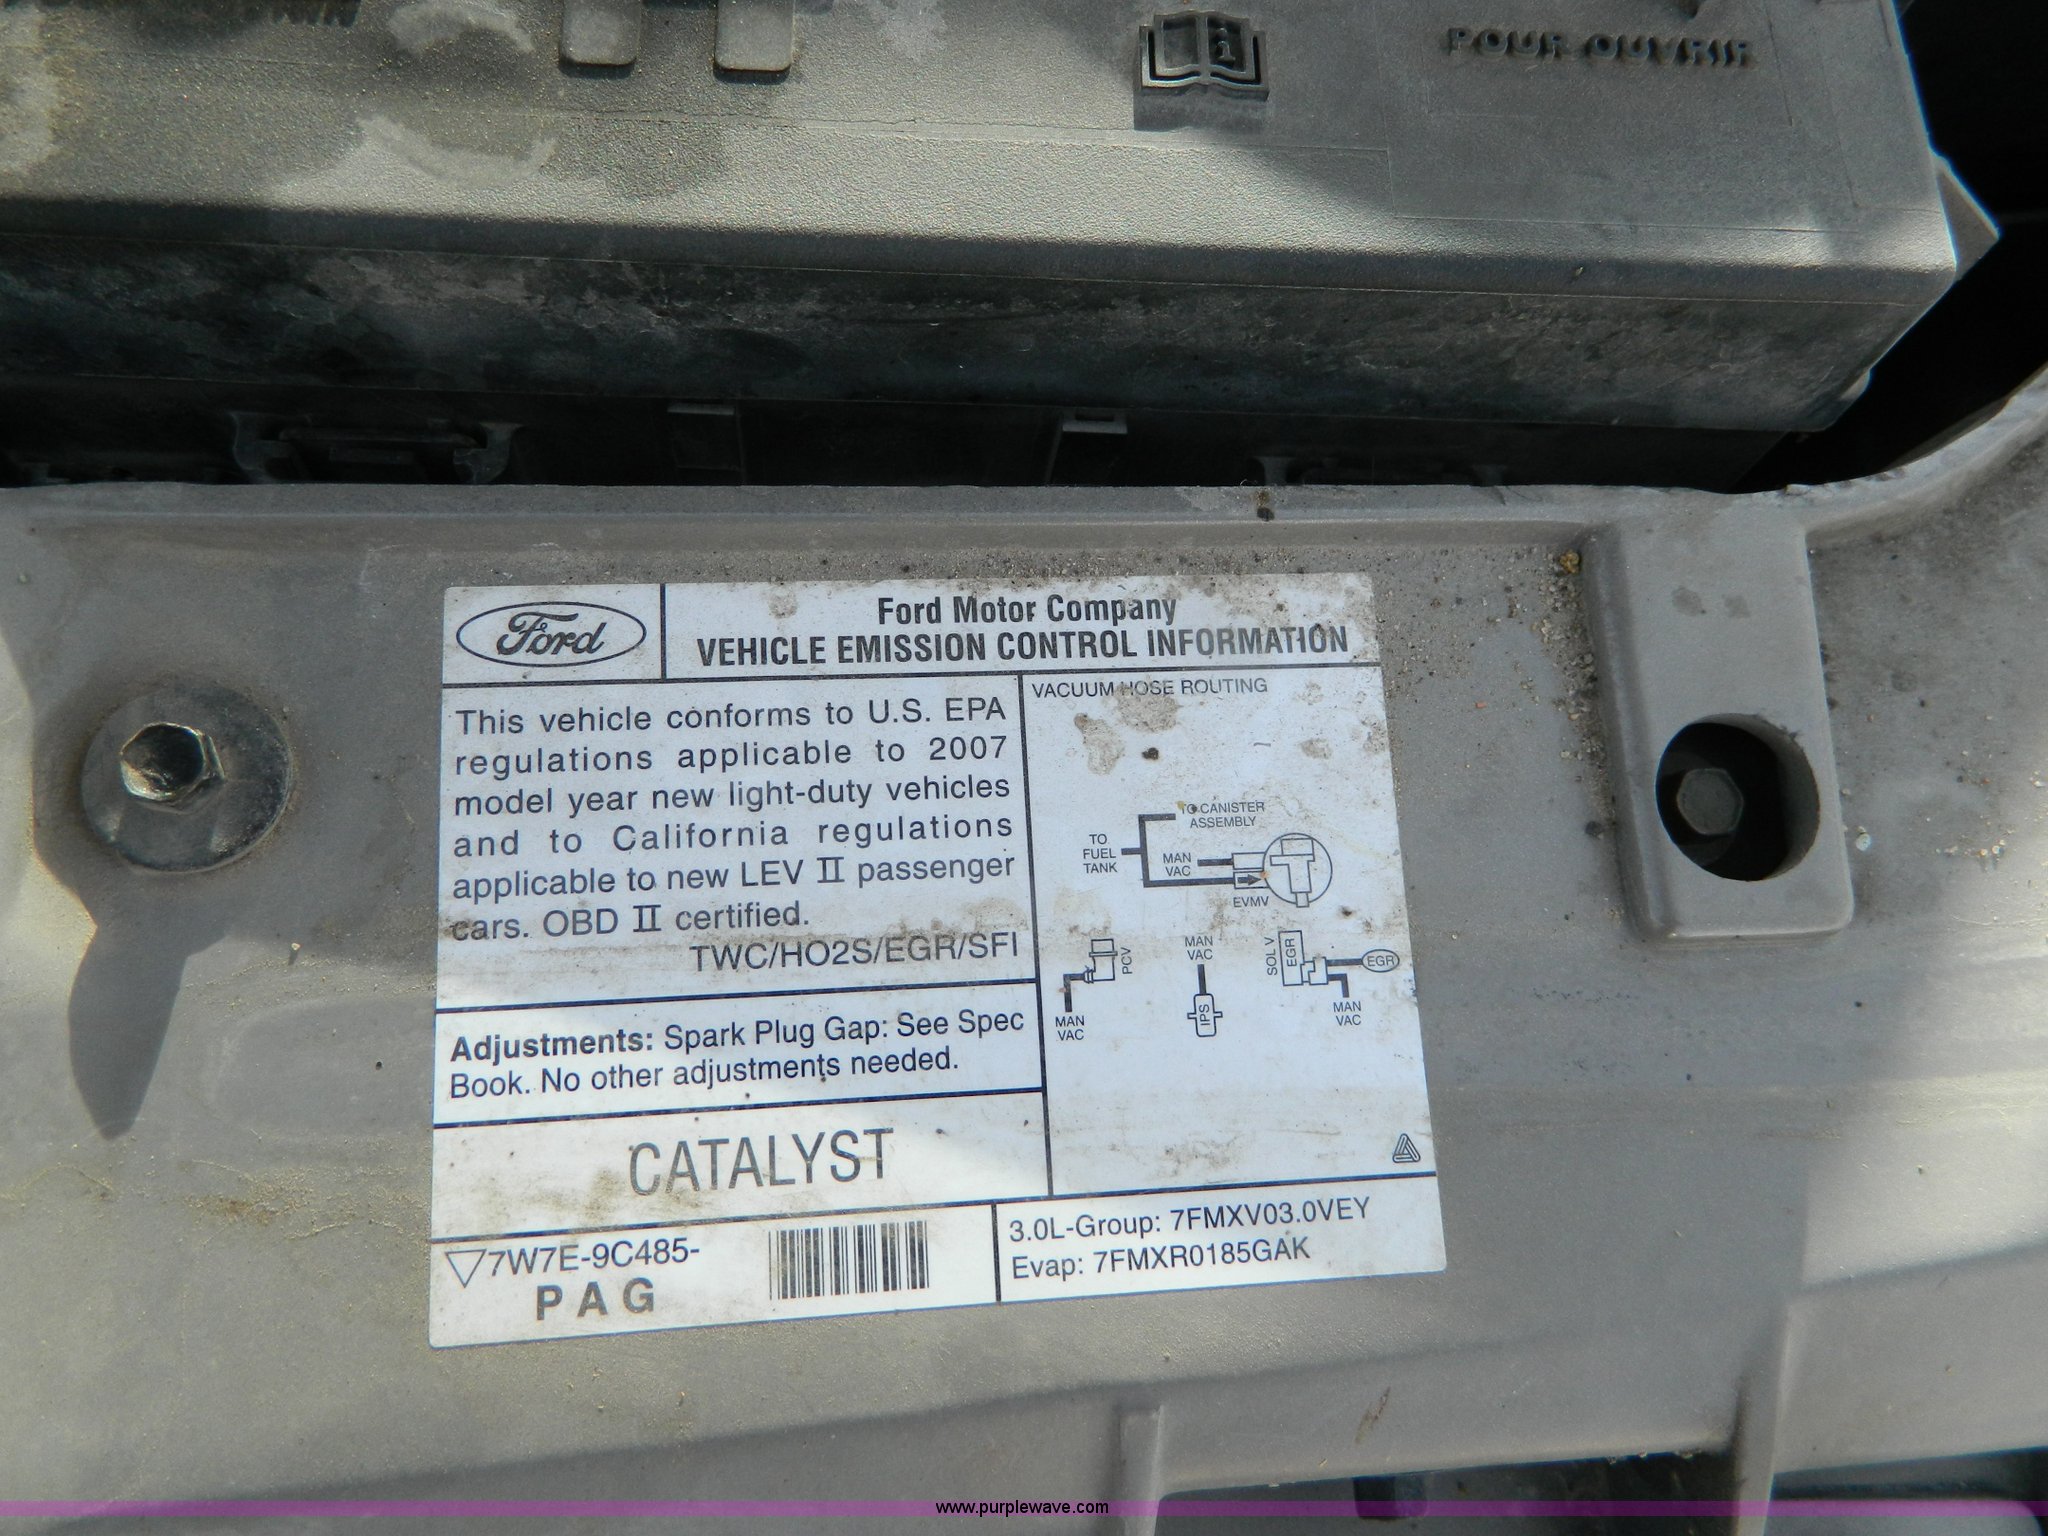 POUR OUVRIR
i
Ford
Ford Motor Company
VEHICLE EMISSION CONTROL INFORMATION
This vehicle conforms to U.S. EPA
regulations applicable to 2007
model year new light-duty vehicles
and to California regulations
applicable to new LEV II passenger
cars. OBD II certified.
TWC/HO2S/EGR/SFI
Adjustments: Spark Plug Gap: See Spec
Book. No other adjustments needed.
CATALYST
7W7E-9C485-
PAG
VACUUM HOSE ROUTING
TO CANISTER
ASSEMBLY
TO
FUEL
TANK
MAN
VAC
EVMV
PCV
MAN
VAC
MAN
VAC
IPS
SOL V
EGR
EGR
MAN
VAC
3.0L-Group: 7FMXV03.0VEY
Evap: 7FMXR0185GAK
www.purplewave.com